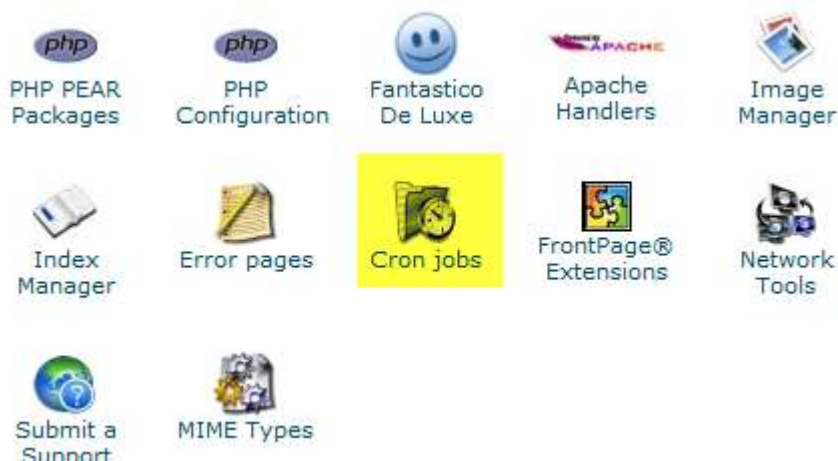 php
php
APACHE
PHP PEAR
Packages
PHP
Configuration
Fantastico
De Luxe
Apache
Handlers
Image
Manager
Index
Manager
Error pages
Cron jobs
FrontPage®
Extensions
Network
Tools
?
Submit a
Support
MIME Types